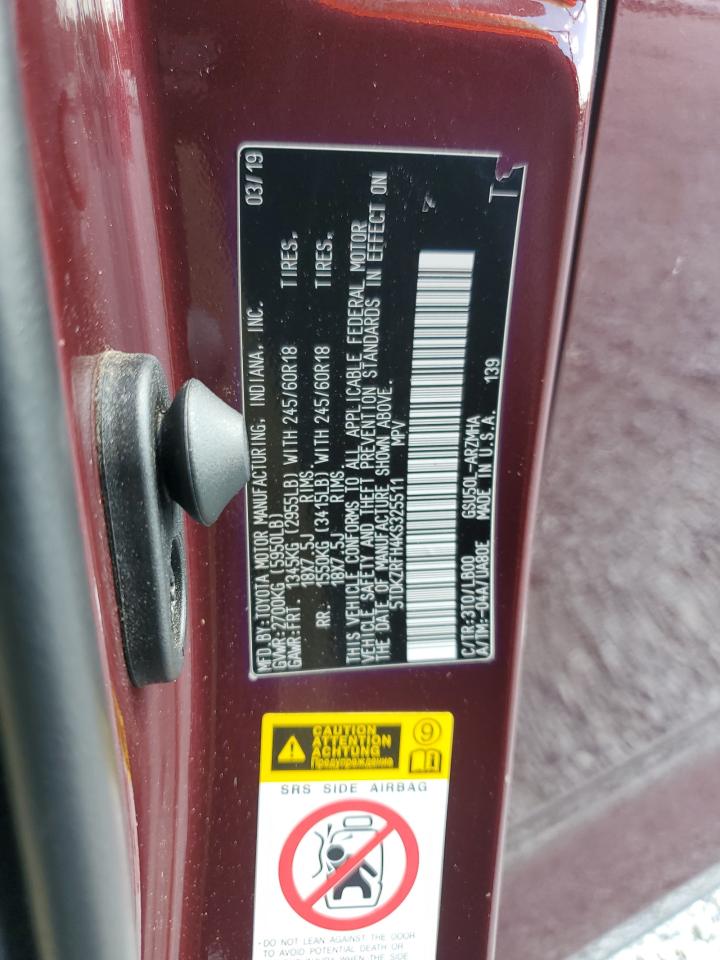 MFD.BY:TOYOTA MOTOR MANUFACTURING, INDIANA, INC. 03/19
GVWR:2700KG(5950LB)
GAWR:FRT. 1345KG (2955LB) WITH 245/60R18 TIRES,
18X7.5J RIMS
RR. 1550KG (3415LB) WITH 245/60R18 TIRES,
18X7.5J RIMS
THIS VEHICLE CONFORMS TO ALL APPLICABLE FEDERAL MOTOR
VEHICLE SAFETY AND THEFT PREVENTION STANDARDS IN EFFECT ON
THE DATE OF MANUFACTURE SHOWN ABOVE.
5TDKZRFH4KS325511 MPV
C/TR:3T0/LB00 GSU50L-ARZMHA
A/TM:-04A/UA80E MADE IN U.S.A. 139
CAUTION
ATTENTION
ACHTUNG
Предупреждение
9
SRS SIDE AIRBAG
· DO NOT LEAN AGAINST THE DOOR
TO AVOID POTENTIAL DEATH OR
WHEN THE SIDE